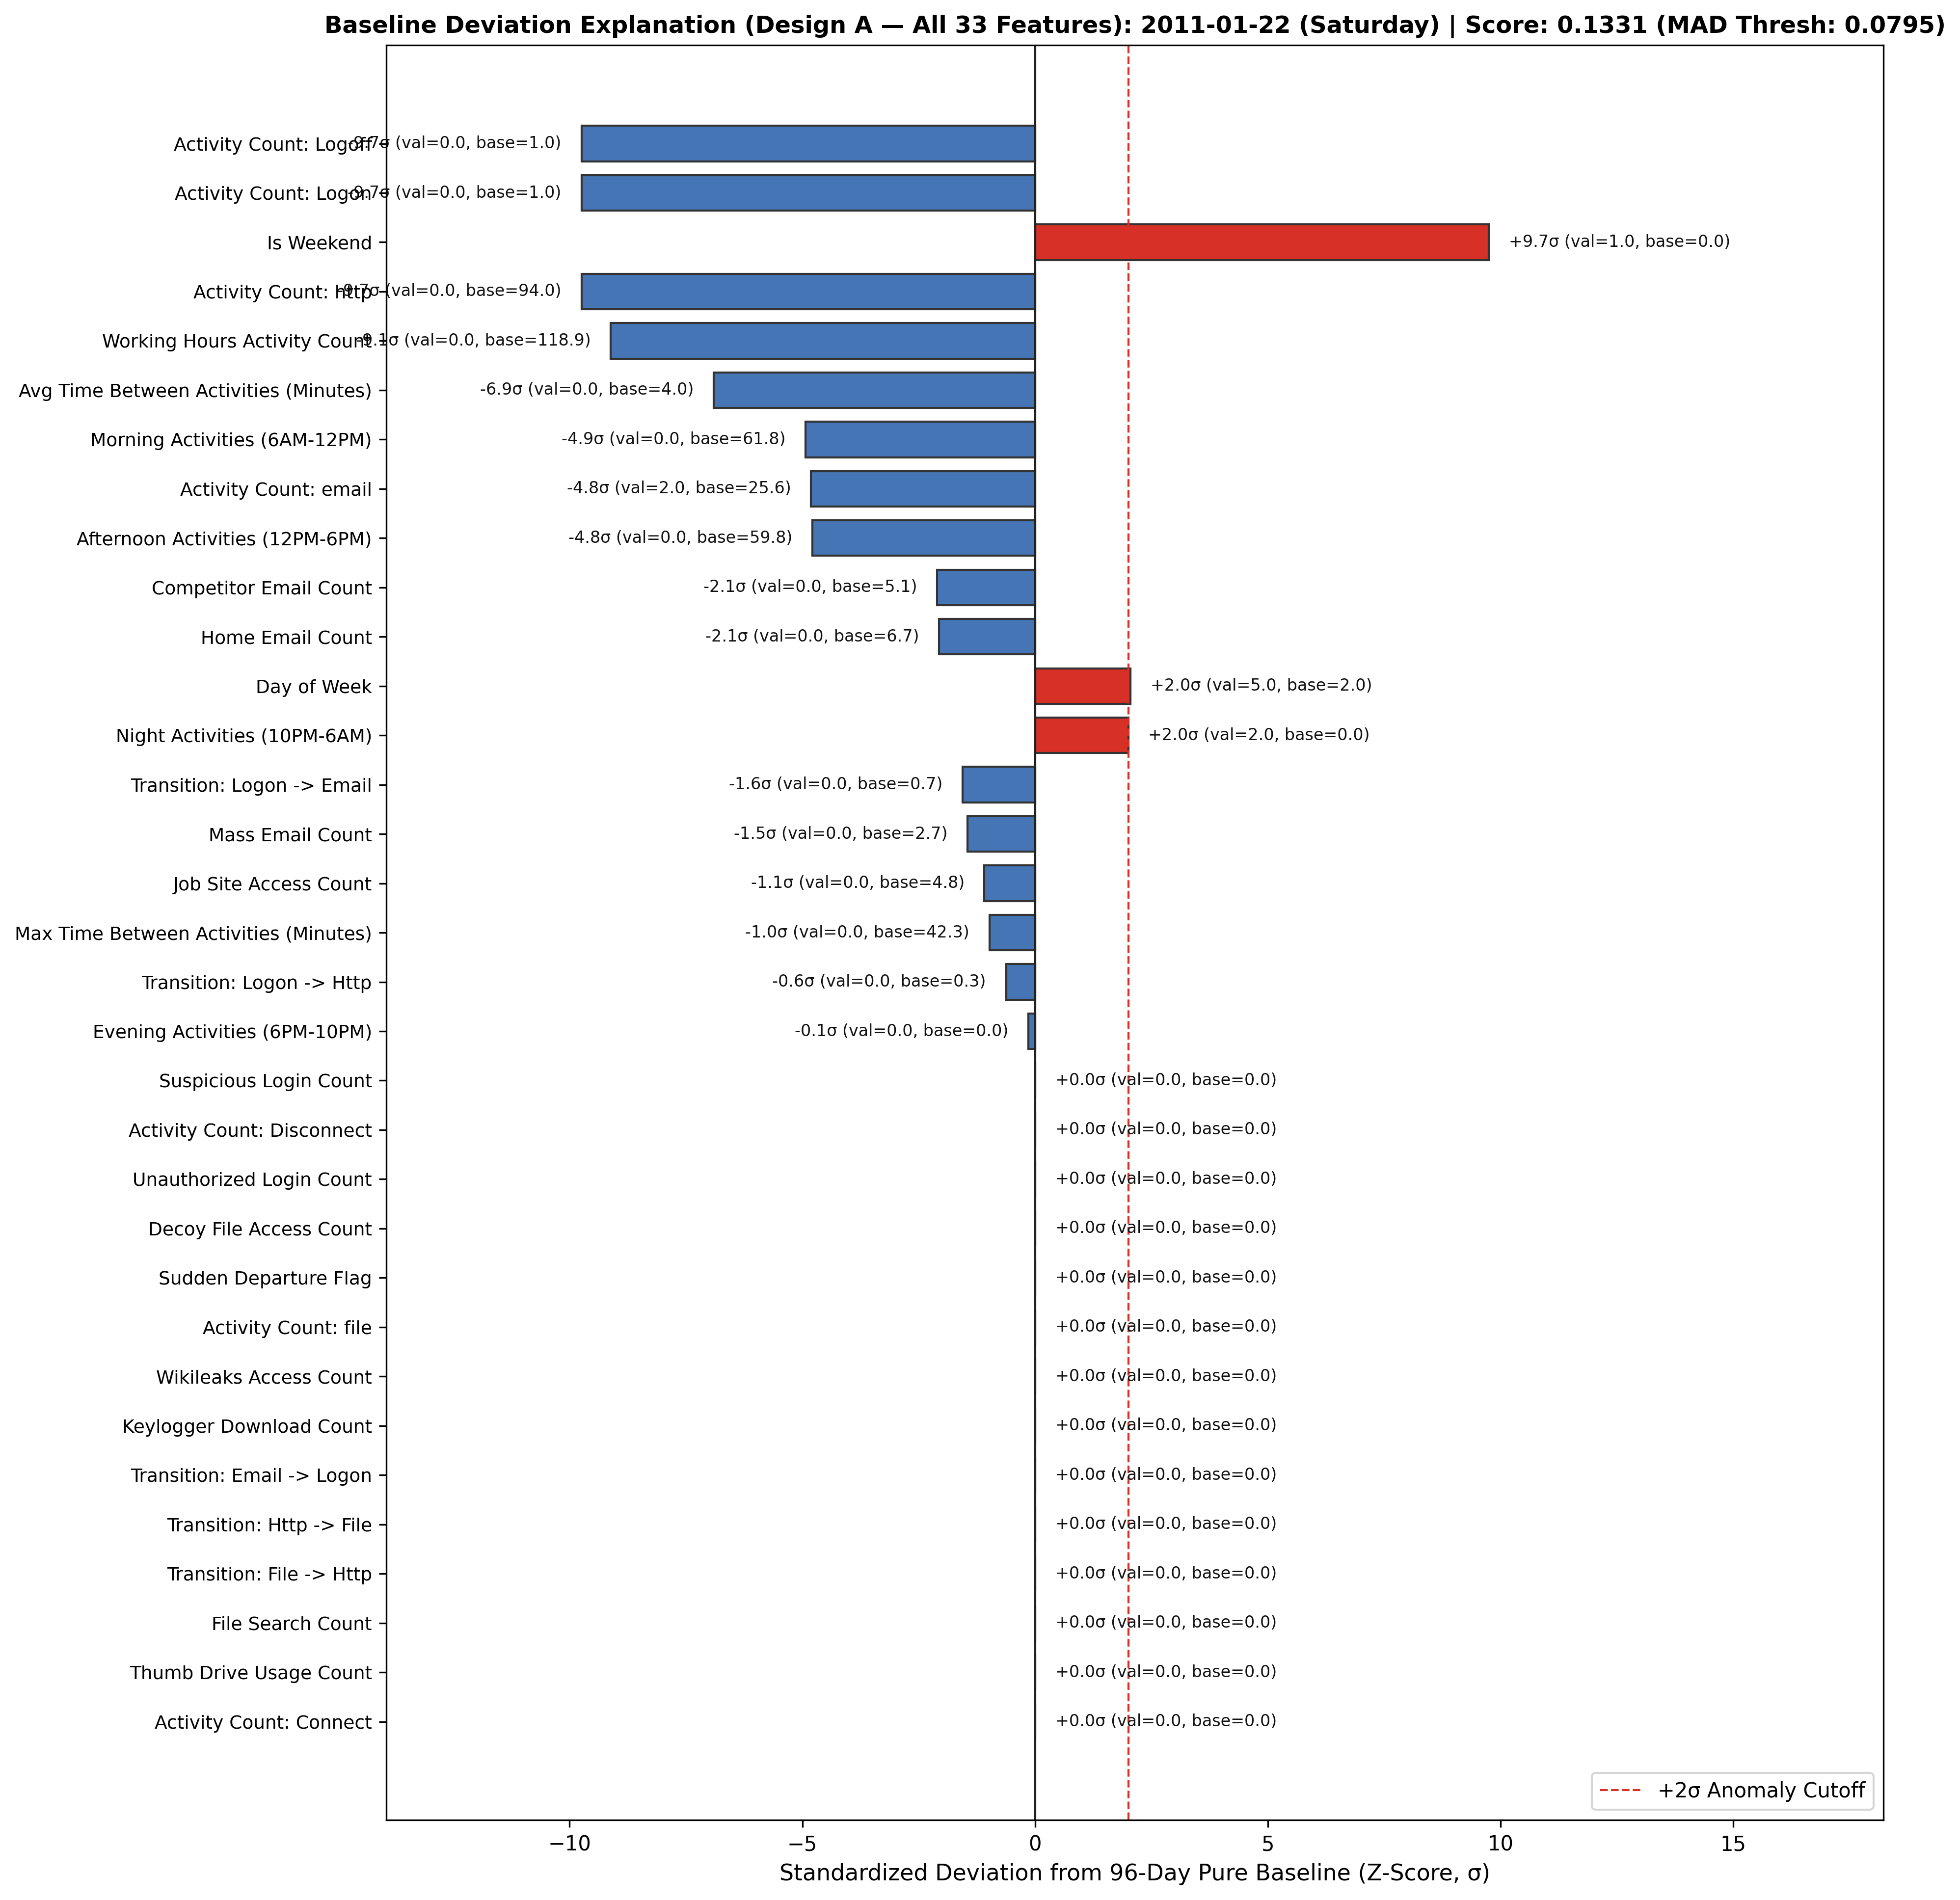 Baseline Deviation Explanation (Design A — All 33 Features): 2011-01-22 (Saturday) | Score: 0.1331 (MAD Thresh: 0.0795)
Activity Count: Logoff -9.7σ (val=0.0, base=1.0)
Activity Count: Logon -9.7σ (val=0.0, base=1.0)
Is Weekend +9.7σ (val=1.0, base=0.0)
Activity Count: http -9.7σ (val=0.0, base=94.0)
Working Hours Activity Count -9.1σ (val=0.0, base=118.9)
Avg Time Between Activities (Minutes) -6.9σ (val=0.0, base=4.0)
Morning Activities (6AM-12PM) -4.9σ (val=0.0, base=61.8)
Activity Count: email -4.8σ (val=2.0, base=25.6)
Afternoon Activities (12PM-6PM) -4.8σ (val=0.0, base=59.8)
Competitor Email Count -2.1σ (val=0.0, base=5.1)
Home Email Count -2.1σ (val=0.0, base=6.7)
Day of Week +2.0σ (val=5.0, base=2.0)
Night Activities (10PM-6AM) +2.0σ (val=2.0, base=0.0)
Transition: Logon -> Email -1.6σ (val=0.0, base=0.7)
Mass Email Count -1.5σ (val=0.0, base=2.7)
Job Site Access Count -1.1σ (val=0.0, base=4.8)
Max Time Between Activities (Minutes) -1.0σ (val=0.0, base=42.3)
Transition: Logon -> Http -0.6σ (val=0.0, base=0.3)
Evening Activities (6PM-10PM) -0.1σ (val=0.0, base=0.0)
Suspicious Login Count +0.0σ (val=0.0, base=0.0)
Activity Count: Disconnect +0.0σ (val=0.0, base=0.0)
Unauthorized Login Count +0.0σ (val=0.0, base=0.0)
Decoy File Access Count +0.0σ (val=0.0, base=0.0)
Sudden Departure Flag +0.0σ (val=0.0, base=0.0)
Activity Count: file +0.0σ (val=0.0, base=0.0)
Wikileaks Access Count +0.0σ (val=0.0, base=0.0)
Keylogger Download Count +0.0σ (val=0.0, base=0.0)
Transition: Email -> Logon +0.0σ (val=0.0, base=0.0)
Transition: Http -> File +0.0σ (val=0.0, base=0.0)
Transition: File -> Http +0.0σ (val=0.0, base=0.0)
File Search Count +0.0σ (val=0.0, base=0.0)
Thumb Drive Usage Count +0.0σ (val=0.0, base=0.0)
Activity Count: Connect +0.0σ (val=0.0, base=0.0)
+2σ Anomaly Cutoff
−10 −5 0 5 10 15
Standardized Deviation from 96-Day Pure Baseline (Z-Score, σ)